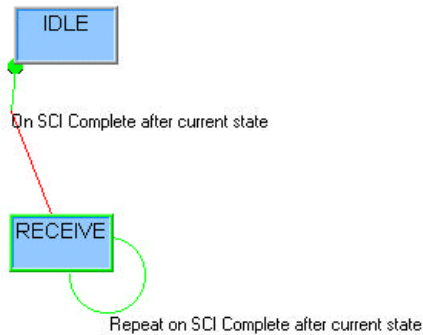 IDLE
On SCI Complete after current state
RECEIVE
Repeat on SCI Complete after current state